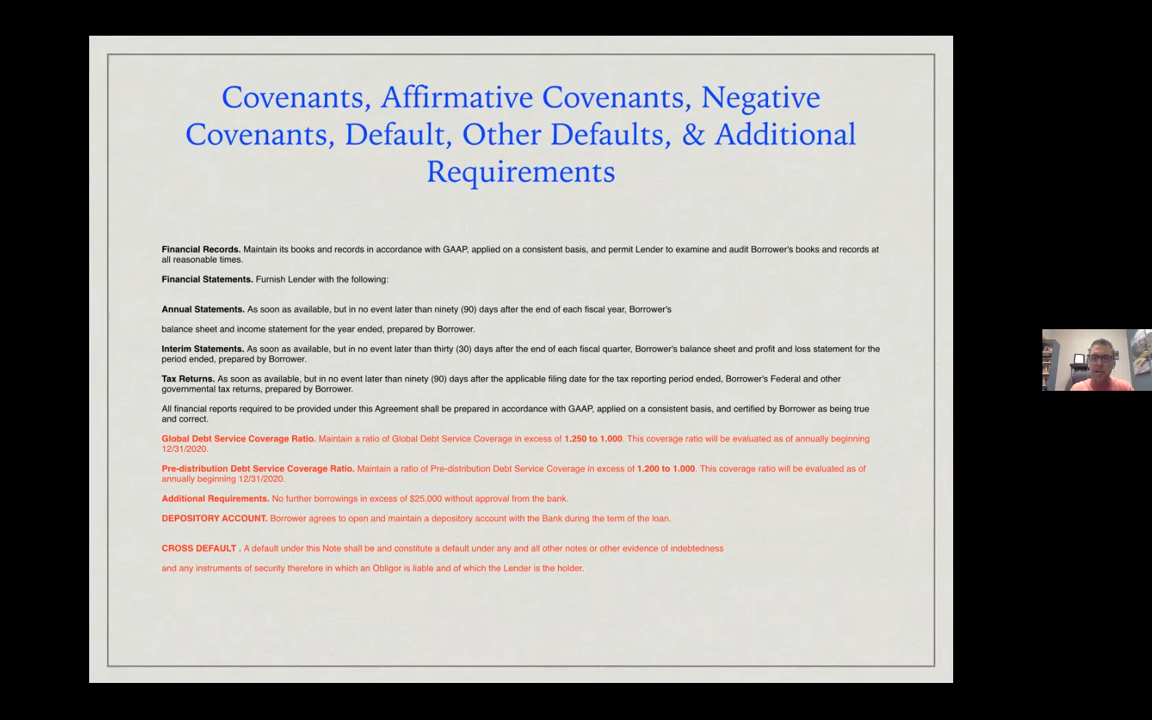 Covenants, Affirmative Covenants, Negative
Covenants, Default, Other Defaults, & Additional
Requirements
Financial Records. Maintain its books and records in accordance with GAAP, applied on a consistent basis, and permit Lender to examine and audit Borrower's books and records at
all reasonable times.
Financial Statements. Furnish Lender with the following:
Annual Statements. As soon as available, but in no event later than ninety (90) days after the end of each fiscal year, Borrower's
balance sheet and income statement for the year ended, prepared by Borrower.
Interim Statements. As soon as available, but in no event later than thirty (30) days after the end of each fiscal quarter, Borrower's balance sheet and profit and loss statement for the
period ended, prepared by Borrower.
Tax Returns. As soon as available, but in no event later than ninety (90) days after the applicable filing date for the tax reporting period ended, Borrower's Federal and other
governmental tax returns, prepared by Borrower.
All financial reports required to be provided under this Agreement shall be prepared in accordance with GAAP, applied on a consistent basis, and certified by Borrower as being true
and correct.
Global Debt Service Coverage Ratio. Maintain a ratio of Global Debt Service Coverage in excess of 1.250 to 1.000. This coverage ratio will be evaluated as of annually beginning
12/31/2020.
Pre-distribution Debt Service Coverage Ratio. Maintain a ratio of Pre-distribution Debt Service Coverage in excess of 1.200 to 1.000. This coverage ratio will be evaluated as of
annually beginning 12/31/2020.
Additional Requirements. No further borrowings in excess of $25,000 without approval from the bank.
DEPOSITORY ACCOUNT. Borrower agrees to open and maintain a depository account with the Bank during the term of the loan.
CROSS DEFAULT . A default under this Note shall be and constitute a default under any and all other notes or other evidence of indebtedness
and any instruments of security therefore in which an Obligor is liable and of which the Lender is the holder.